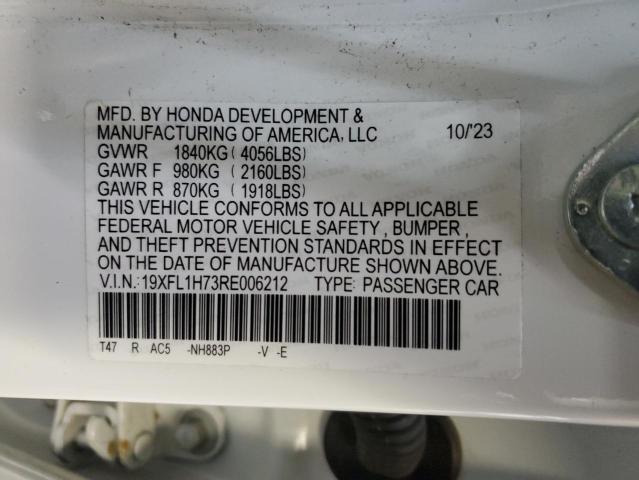 MFD. BY HONDA DEVELOPMENT &
MANUFACTURING OF AMERICA, LLC 10/'23
GVWR 1840KG ( 4056LBS)
GAWR F 980KG ( 2160LBS)
GAWR R 870KG ( 1918LBS)
THIS VEHICLE CONFORMS TO ALL APPLICABLE
FEDERAL MOTOR VEHICLE SAFETY , BUMPER ,
AND THEFT PREVENTION STANDARDS IN EFFECT
ON THE DATE OF MANUFACTURE SHOWN ABOVE.
V.I.N.:19XFL1H73RE006212 TYPE: PASSENGER CAR
T47 R AC5 -NH883P -V -E